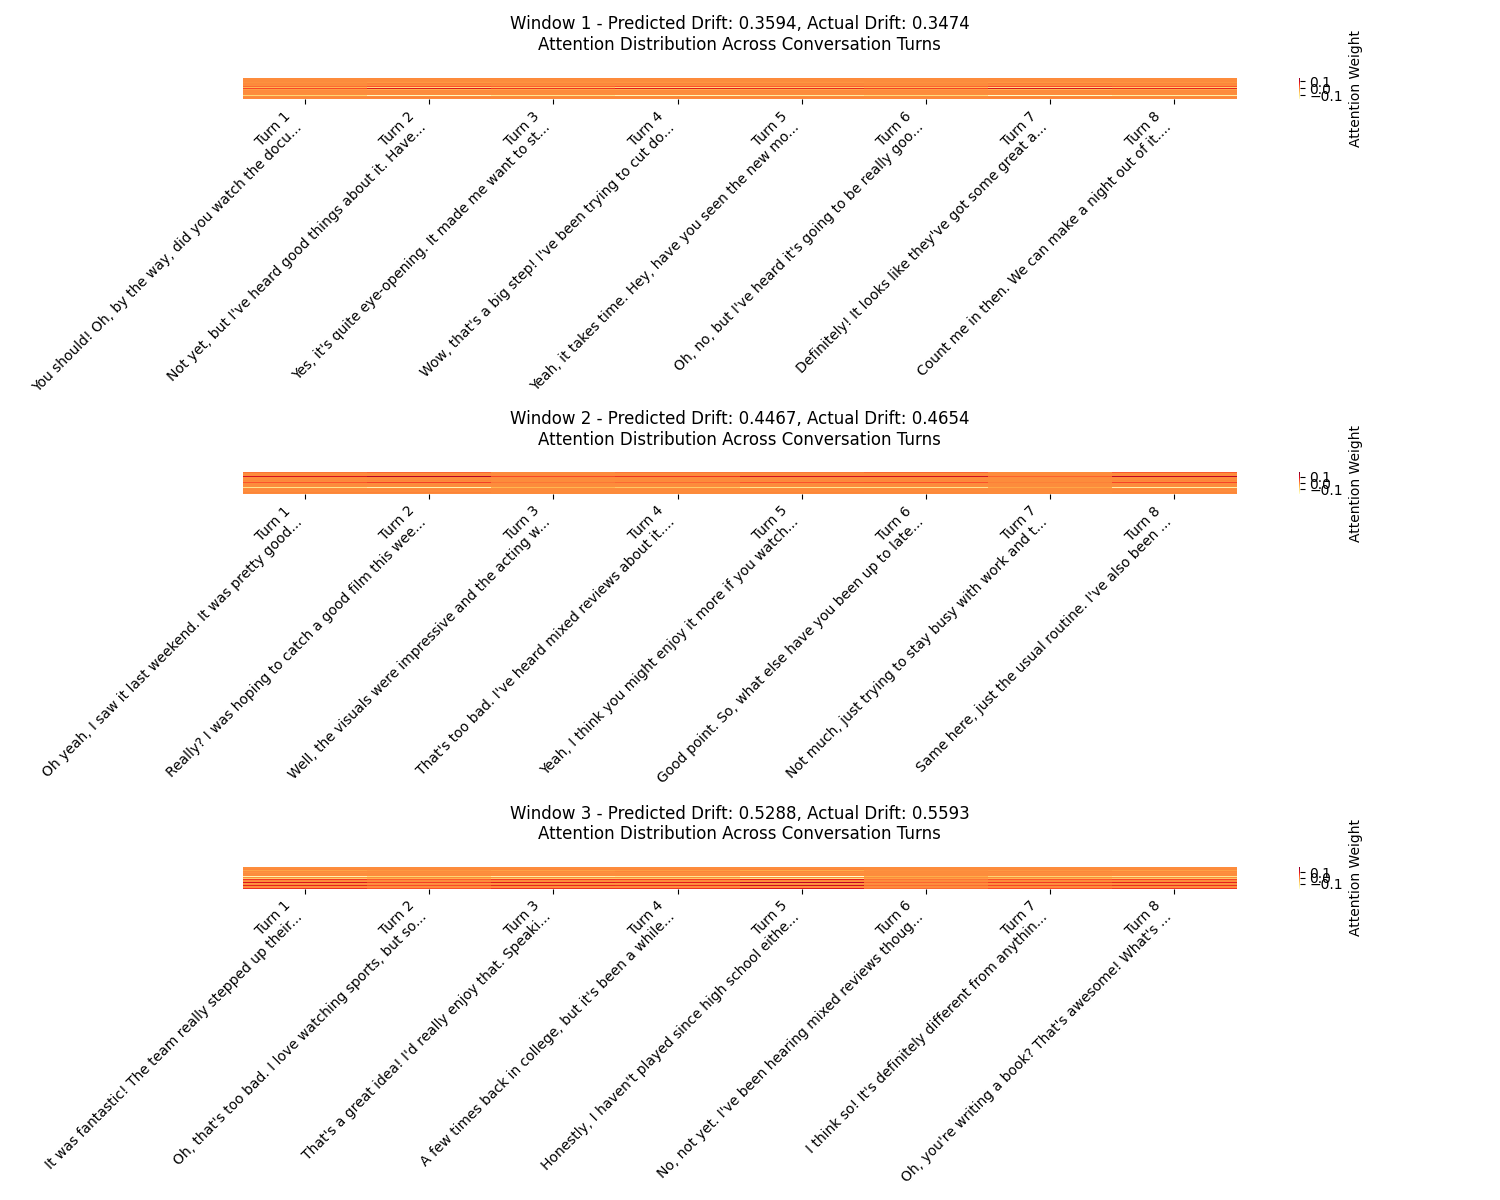 Window 1 - Predicted Drift: 0.3594, Actual Drift: 0.3474
Attention Distribution Across Conversation Turns
0.1
0.0
−0.1
Attention Weight
Turn 1
You should! Oh, by the way, did you watch the docu...
Turn 2
Not yet, but I've heard good things about it. Have...
Turn 3
Yes, it's quite eye-opening. It made me want to st...
Turn 4
Wow, that's a big step! I've been trying to cut do...
Turn 5
Yeah, it takes time. Hey, have you seen the new mo...
Turn 6
Oh, no, but I've heard it's going to be really goo...
Turn 7
Definitely! It looks like they've got some great a...
Turn 8
Count me in then. We can make a night out of it....
Window 2 - Predicted Drift: 0.4467, Actual Drift: 0.4654
Attention Distribution Across Conversation Turns
0.1
0.0
−0.1
Attention Weight
Turn 1
Oh yeah, I saw it last weekend. It was pretty good...
Turn 2
Really? I was hoping to catch a good film this wee...
Turn 3
Well, the visuals were impressive and the acting w...
Turn 4
That's too bad. I've heard mixed reviews about it....
Turn 5
Yeah, I think you might enjoy it more if you watch...
Turn 6
Good point. So, what else have you been up to late...
Turn 7
Not much, just trying to stay busy with work and t...
Turn 8
Same here, just the usual routine. I've also been ...
Window 3 - Predicted Drift: 0.5288, Actual Drift: 0.5593
Attention Distribution Across Conversation Turns
0.1
0.0
−0.1
Attention Weight
Turn 1
It was fantastic! The team really stepped up their...
Turn 2
Oh, that's too bad. I love watching sports, but so...
Turn 3
That's a great idea! I'd really enjoy that. Speaki...
Turn 4
A few times back in college, but it's been a while...
Turn 5
Honestly, I haven't played since high school eithe...
Turn 6
No, not yet. I've been hearing mixed reviews thoug...
Turn 7
I think so! It's definitely different from anythin...
Turn 8
Oh, you're writing a book? That's awesome! What's ...